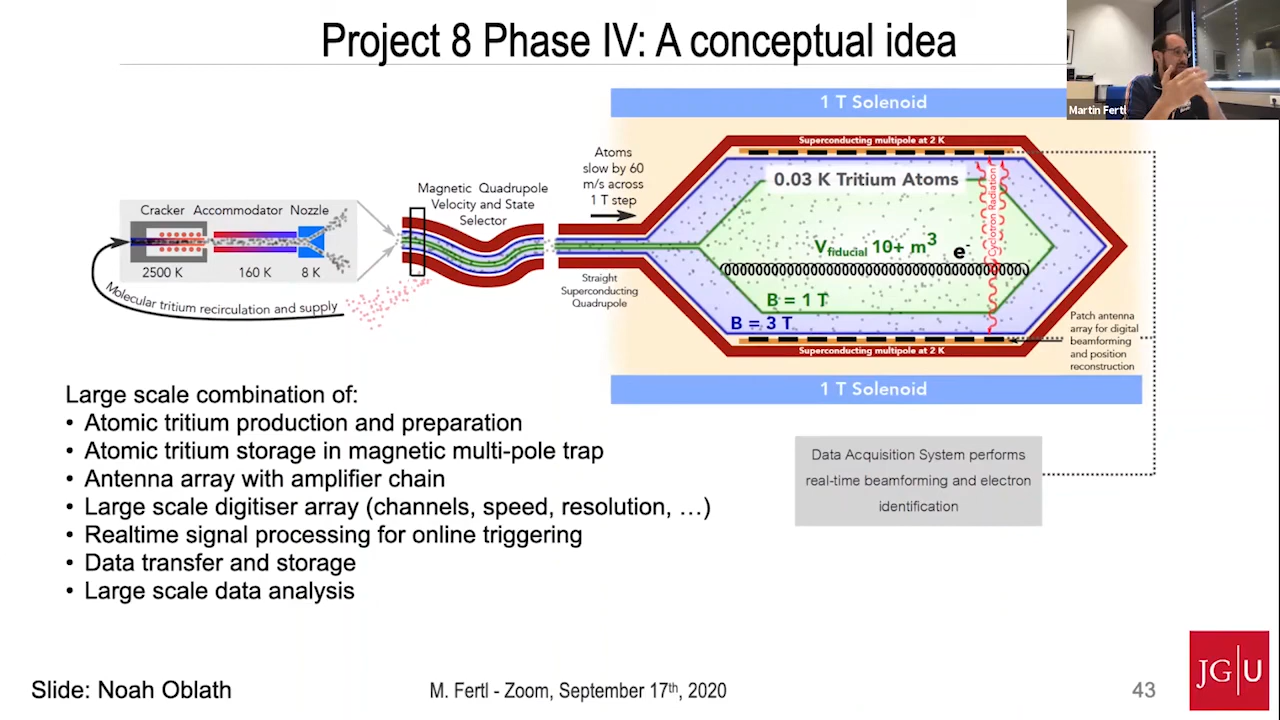 Project 8 Phase IV: A conceptual idea
Martin Fertl
1 T Solenoid
Superconducting multipole at 2 K
Atoms
slow by 60
m/s across
1 T step
0.03 K Tritium Atoms
Cyclotron Radiation
Magnetic Quadrupole
Velocity and State
Selector
Cracker Accommodator Nozzle
2500 K 160 K 8 K
Molecular tritium recirculation and supply
Vfiducial 10+ m3
e-
Straight
Superconducting
Quadrupole
B = 1 T
B = 3 T
Patch antenna
array for digital
beamforming
and position
reconstruction
Superconducting multipole at 2 K
1 T Solenoid
Data Acquisition System performs
real-time beamforming and electron
identification
Large scale combination of:
• Atomic tritium production and preparation
• Atomic tritium storage in magnetic multi-pole trap
• Antenna array with amplifier chain
• Large scale digitiser array (channels, speed, resolution, …)
• Realtime signal processing for online triggering
• Data transfer and storage
• Large scale data analysis
Slide: Noah Oblath
M. Fertl - Zoom, September 17th, 2020
43
JG|U